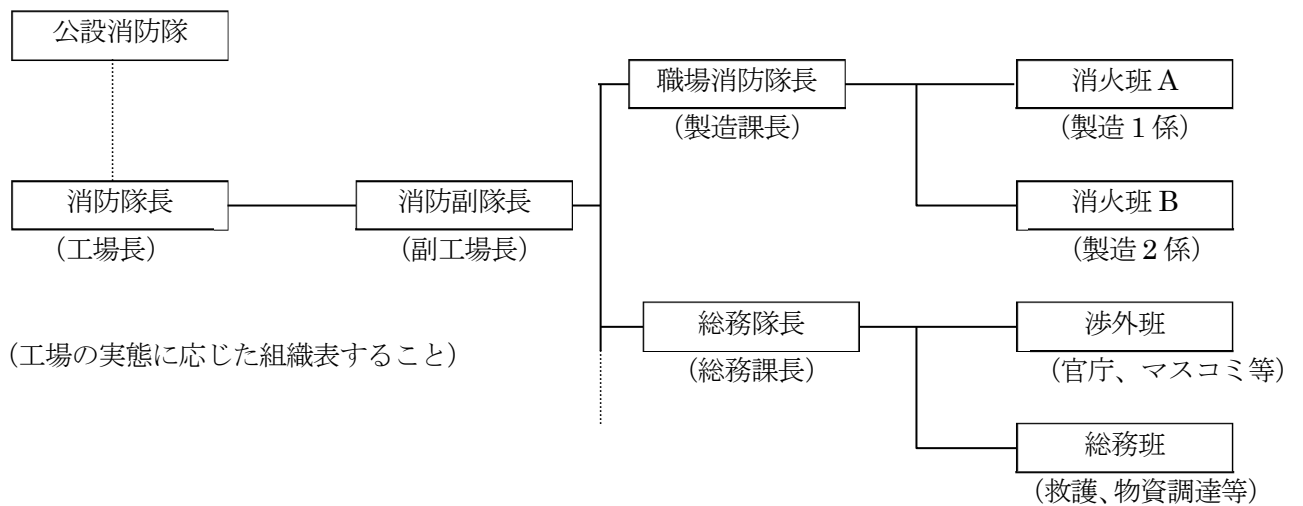 公設消防隊
職場消防隊長
(製造課長)
消火班 A
(製造 1 係)
消防隊長
(工場長)
消防副隊長
(副工場長)
消火班 B
(製造 2 係)
総務隊長
(総務課長)
渉外班
(官庁、マスコミ等)
(工場の実態に応じた組織表すること)
総務班
(救護、物資調達等)